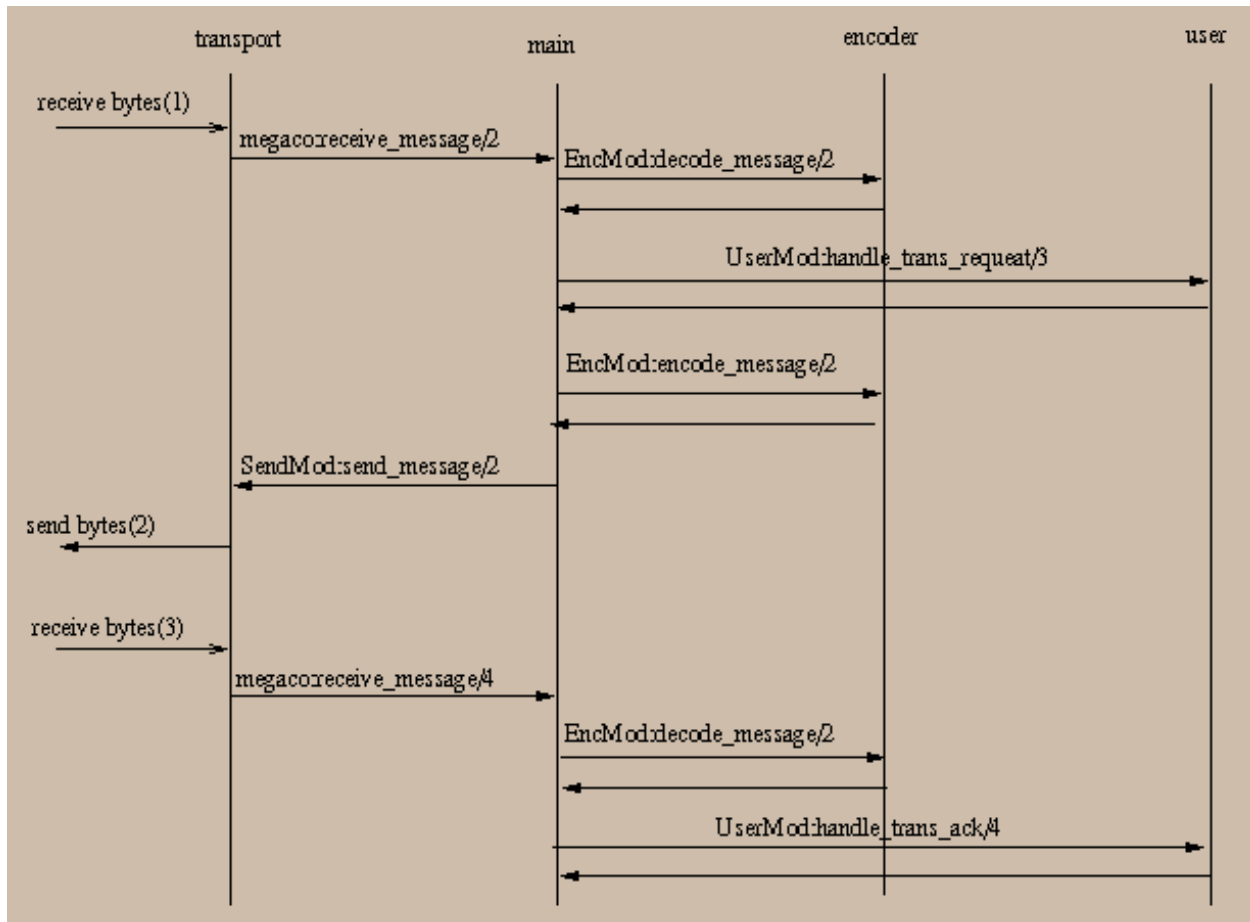 transport
main
encoder
user
receive bytes(1)
megaco:receive_message/2
EncMod:decode_message/2
UserMod:handle_trans_requeat/3
EncMod:encode_message/2
SendMod:send_message/2
send bytes(2)
receive bytes(3)
megaco:receive_message/4
EncMod:decode_message/2
UserMod:handle_trans_ack/4